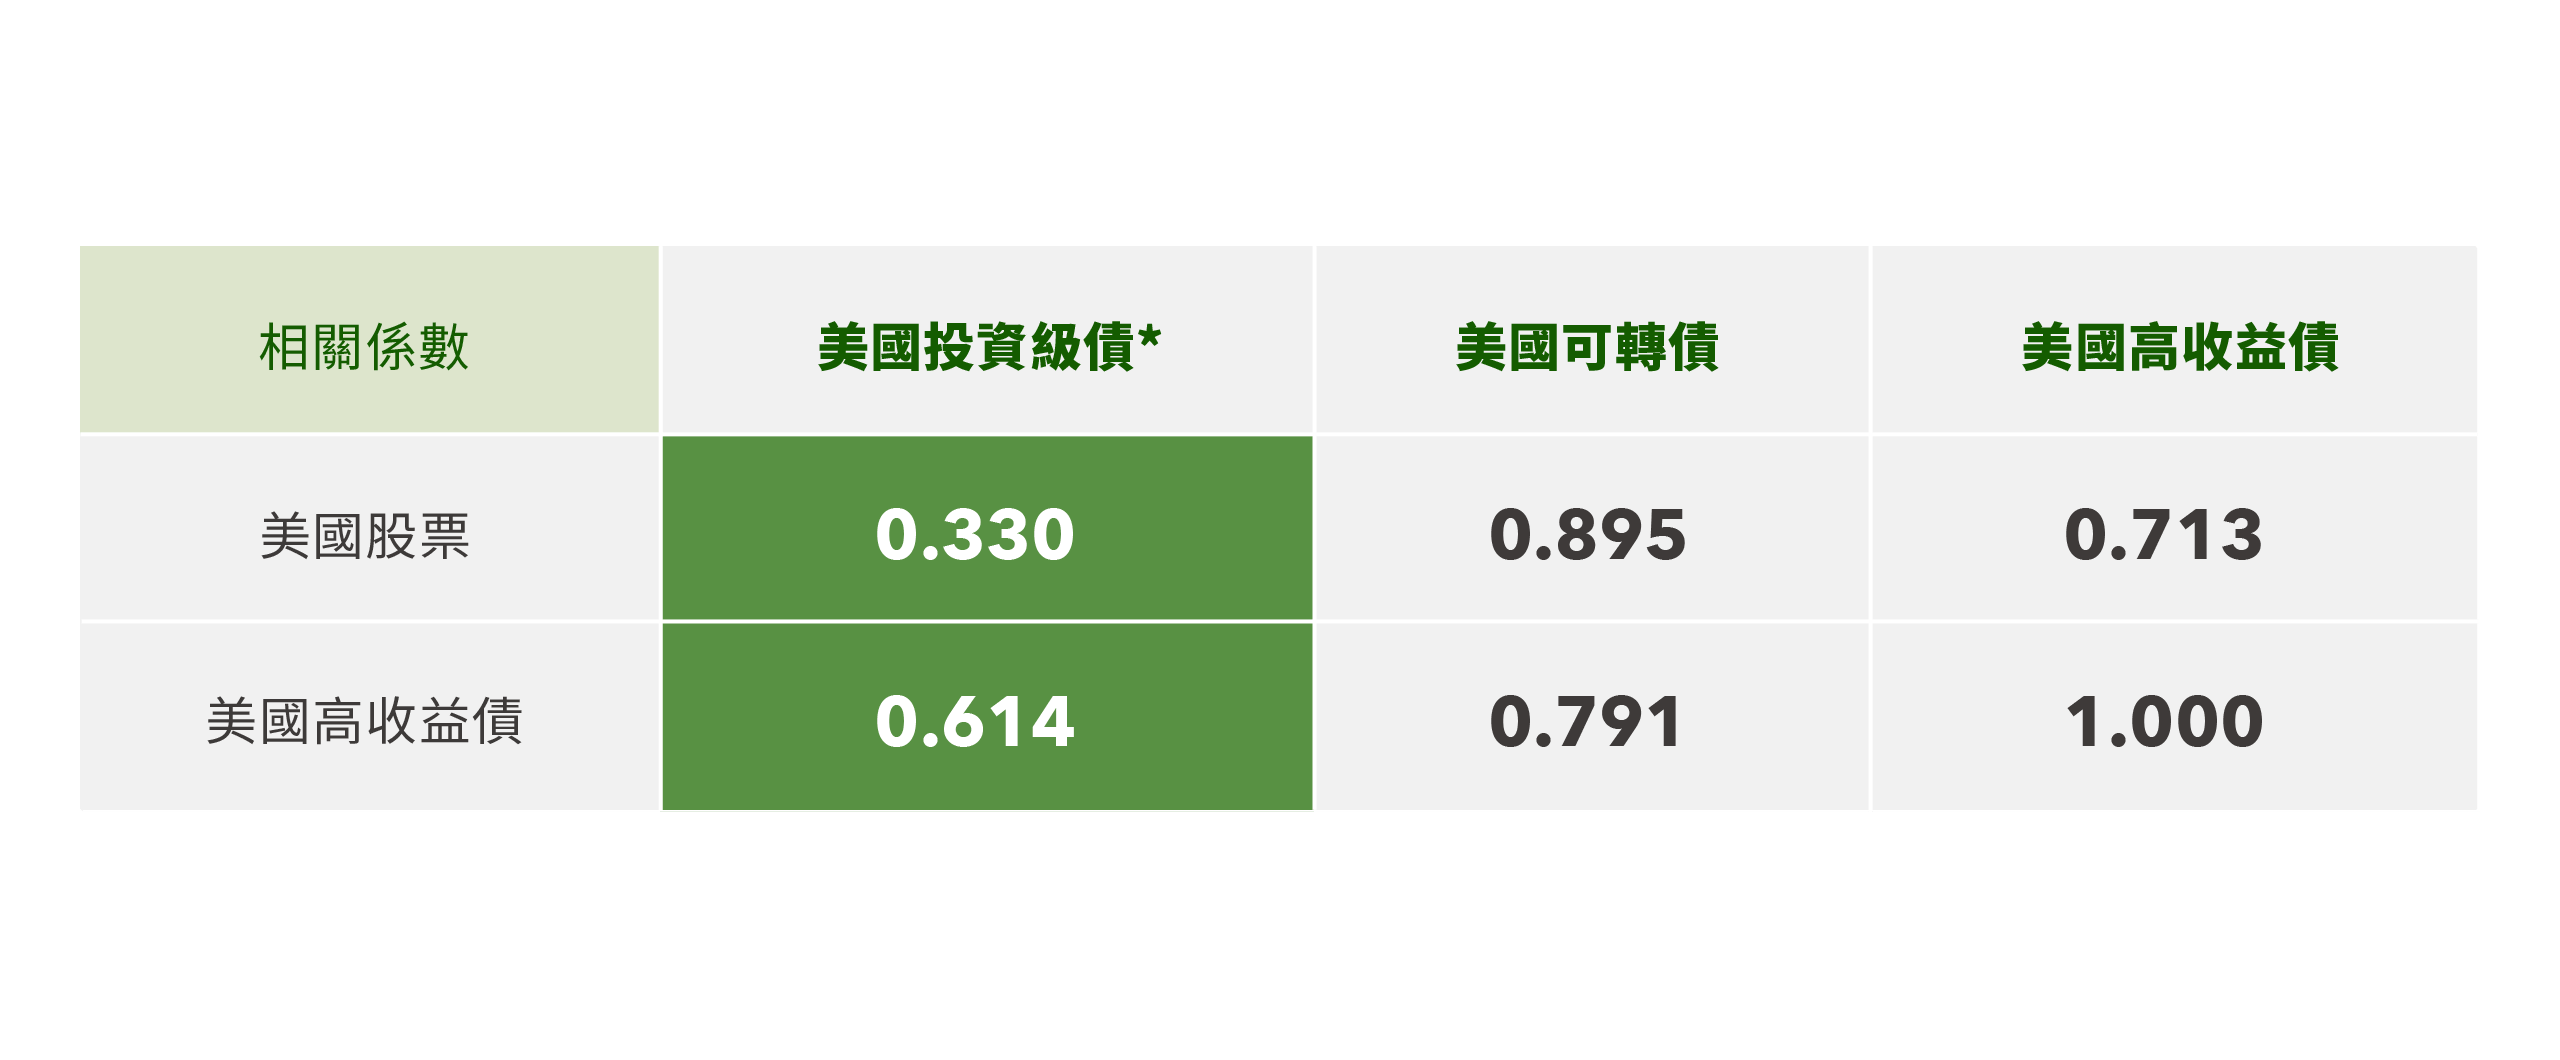 相關係數 美國投資級債* 美國可轉債 美國高收益債
美國股票 0.330 0.895 0.713
美國高收益債 0.614 0.791 1.000